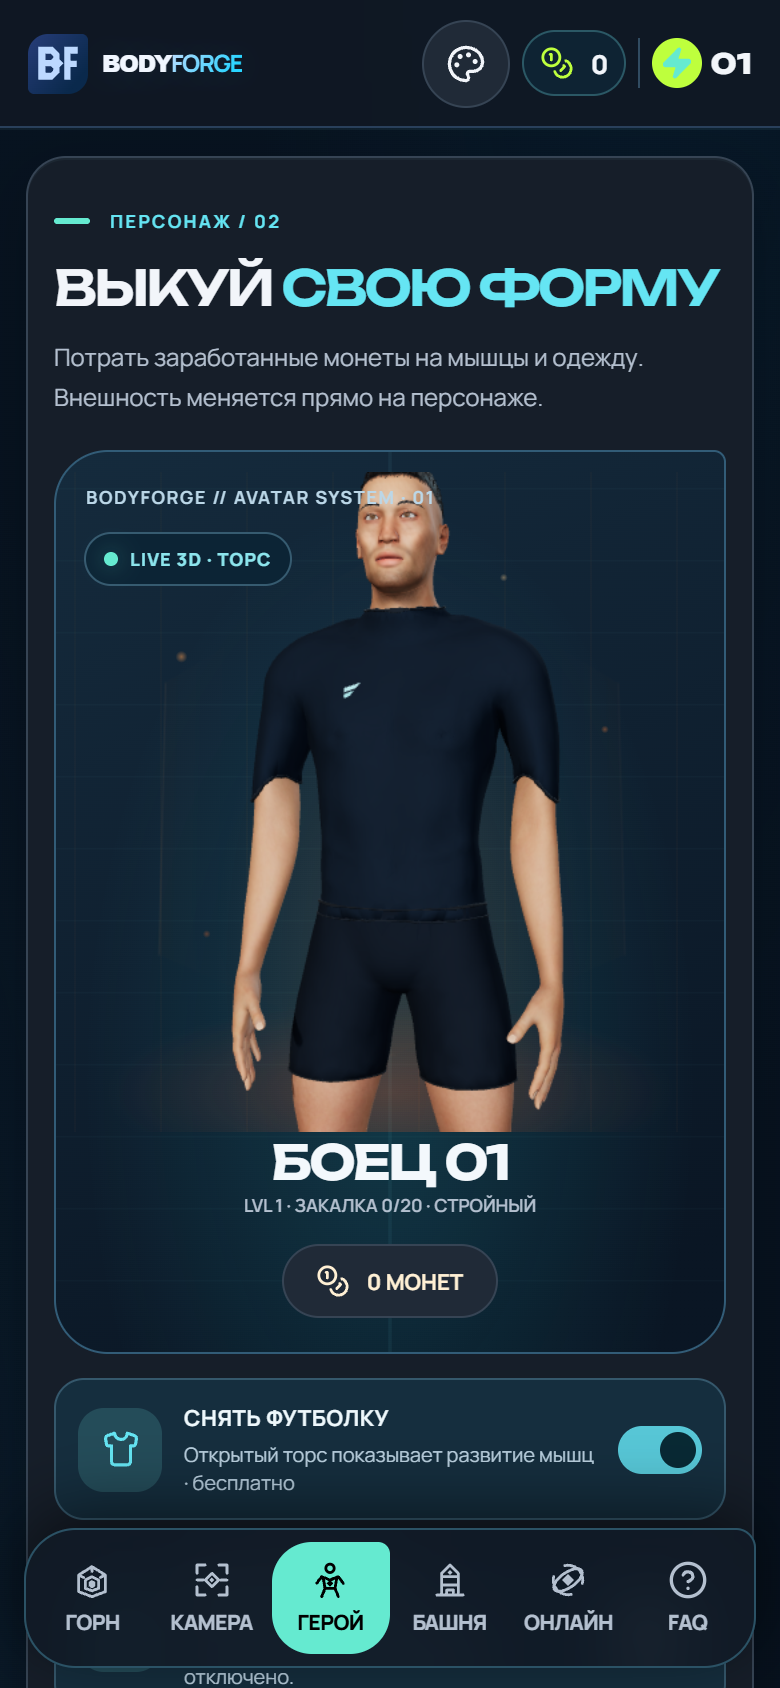 BF BODYFORGE
0
01
ПЕРСОНАЖ / 02
ВЫКУЙ СВОЮ ФОРМУ
Потрать заработанные монеты на мышцы и одежду.
Внешность меняется прямо на персонаже.
BODYFORGE // AVATAR SYSTEM · 01
LIVE 3D · ТОРС
БОЕЦ 01
LVL 1 · ЗАКАЛКА 0/20 · СТРОЙНЫЙ
0 МОНЕТ
СНЯТЬ ФУТБОЛКУ
Открытый торс показывает развитие мышц
· бесплатно
ГОРН
КАМЕРА
ГЕРОЙ
БАШНЯ
ОНЛАЙН
FAQ
отключено.